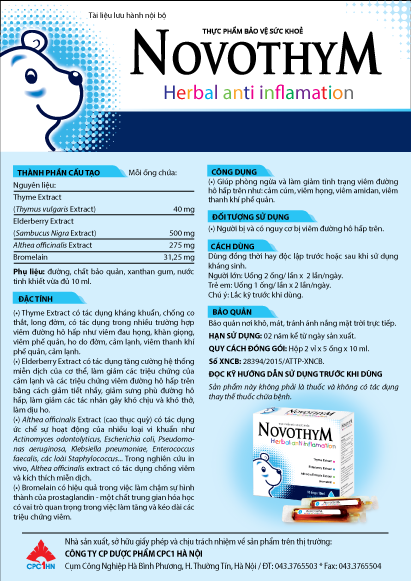 Tài liệu lưu hành nội bộ
THỰC PHẨM BẢO VỆ SỨC KHOẺ
NOVOTHYM
Herbal anti inflamation
THÀNH PHẦN CẤU TẠO Mỗi ống chứa:
Nguyên liệu:
Thyme Extract
(Thymus vulgaris Extract) 40 mg
Elderberry Extract
(Sambucus Nigra Extract) 500 mg
Althea officinalis Extract 275 mg
Bromelain 31,25 mg
Phụ liệu: đường, chất bảo quản, xanthan gum, nước
tinh khiết vừa đủ 10 ml.
ĐẶC TÍNH
(•) Thyme Extract có tác dụng kháng khuẩn, chống co
thắt, long đờm, có tác dụng trong nhiều trường hợp
viêm đường hô hấp như viêm đau họng, khàn giọng,
viêm phế quản, ho do đờm, cảm lạnh, viêm thanh khí
phế quản, cảm lạnh.
(•) Elderberry Extract có tác dụng tăng cường hệ thống
miễn dịch của cơ thể, làm giảm các triệu chứng của
cảm lạnh và các triệu chứng viêm đường hô hấp trên
bằng cách giảm tiết nhầy, giảm sưng phù đường hô
hấp, làm giảm các tác nhân gây khó chịu và khó thở,
làm dịu ho.
(•) Althea officinalis Extract (cao thục quỳ) có tác dụng
ức chế sự hoạt động của nhiều loại vi khuẩn như
Actinomyces odontolyticus, Escherichia coli, Pseudomo-
nas aeruginosa, Klebsiella pneumoniae, Enterococcus
faecalis, các loài Staphylococcus... Trong nghiên cứu in
vivo, Althea officinalis extract có tác dụng chống viêm
và kích thích miễn dịch.
(•) Bromelain có hiệu quả trong việc làm chậm sự hình
thành của prostaglandin - một chất trung gian hóa học
có vai trò quan trọng trong việc làm tăng và kéo dài các
triệu chứng viêm.
CÔNG DỤNG
(•) Giúp phòng ngừa và làm giảm tình trạng viêm đường
hô hấp trên như: cảm cúm, viêm họng, viêm amidan, viêm
thanh khí phế quản.
ĐỐI TƯỢNG SỬ DỤNG
(•) Người bị và có nguy cơ bị viêm đường hô hấp trên.
CÁCH DÙNG
Dùng đồng thời hay độc lập trước hoặc sau khi sử dụng
kháng sinh.
Người lớn: Uống 2 ống/ lần x 2 lần/ngày.
Trẻ em: Uống 1 ống/ lần x 2 lần/ngày.
Chú ý: Lắc kỹ trước khi dùng.
BẢO QUẢN
Bảo quản nơi khô, mát, tránh ánh nắng mặt trời trực tiếp.
HẠN SỬ DỤNG: 02 năm kể từ ngày sản xuất.
QUY CÁCH ĐÓNG GÓI: Hộp 2 vỉ x 5 ống x 10 ml.
Số XNCB: 28394/2015/ATTP-XNCB.
ĐỌC KỸ HƯỚNG DẪN SỬ DỤNG TRƯỚC KHI DÙNG
Sản phẩm này không phải là thuốc và không có tác dụng
thay thế thuốc chữa bệnh.
NOVOTHYM
Herbal anti inflamation
CPC1HN
Nhà sản xuất, sở hữu giấy phép và chịu trách nhiệm về sản phẩm trên thị trường:
CÔNG TY CP DƯỢC PHẨM CPC1 HÀ NỘI
Cụm Công Nghiệp Hà Bình Phương, H. Thường Tín, Hà Nội / ĐT: 043.3765503 * Fax: 043.3765504